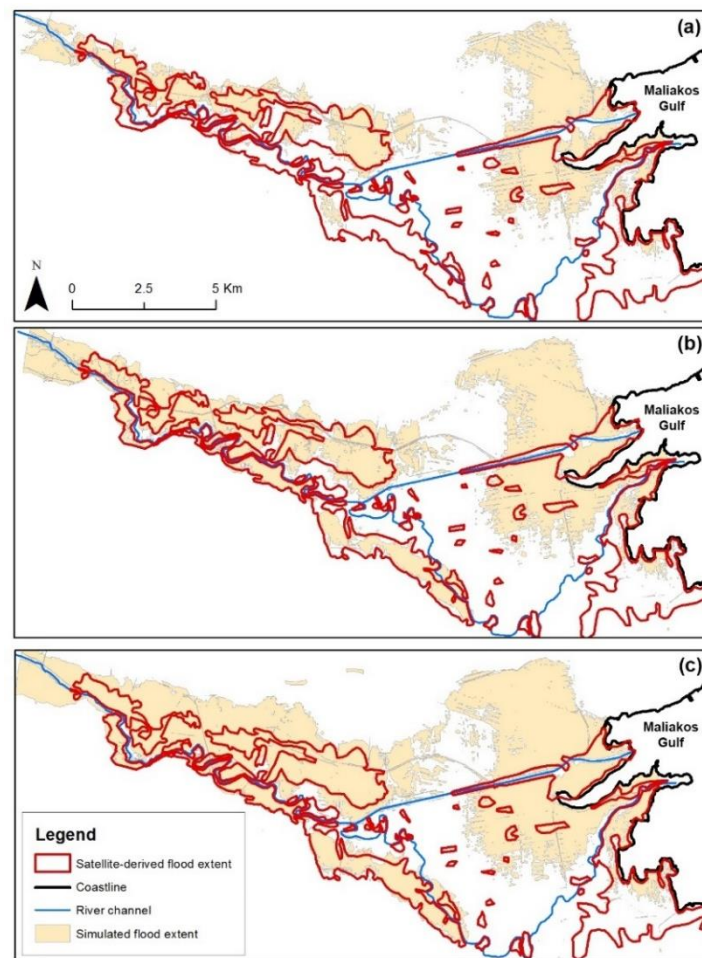 (a)
Maliakos
Gulf
N
0 2.5 5 Km
(b)
Maliakos
Gulf
(c)
Maliakos
Gulf
Legend
Satellite-derived flood extent
Coastline
River channel
Simulated flood extent